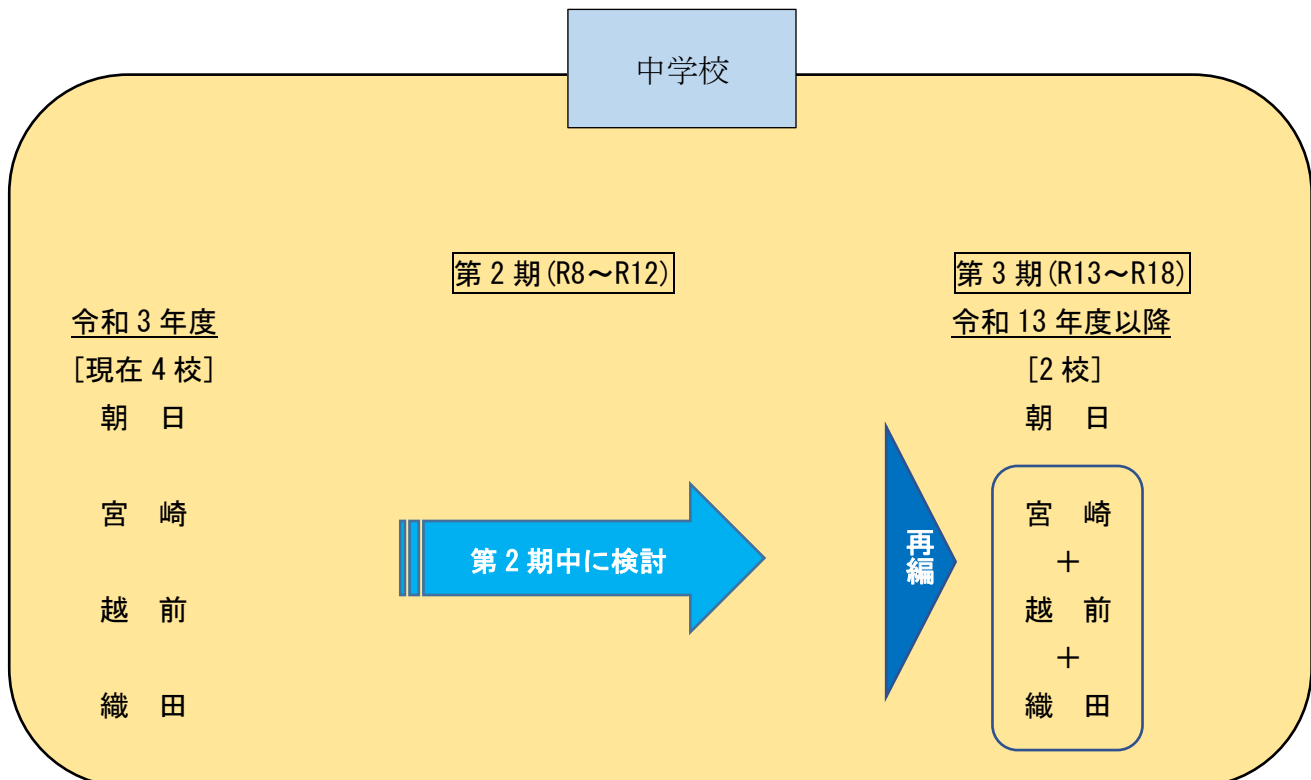 中学校
第2期(R8～R12)
第3期(R13～R18)
令和3年度
[現在4校]
朝　日
宮　崎
越　前
織　田
第2期中に検討
再編
令和13年度以降
[2校]
朝　日
宮　崎
＋
越　前
＋
織　田